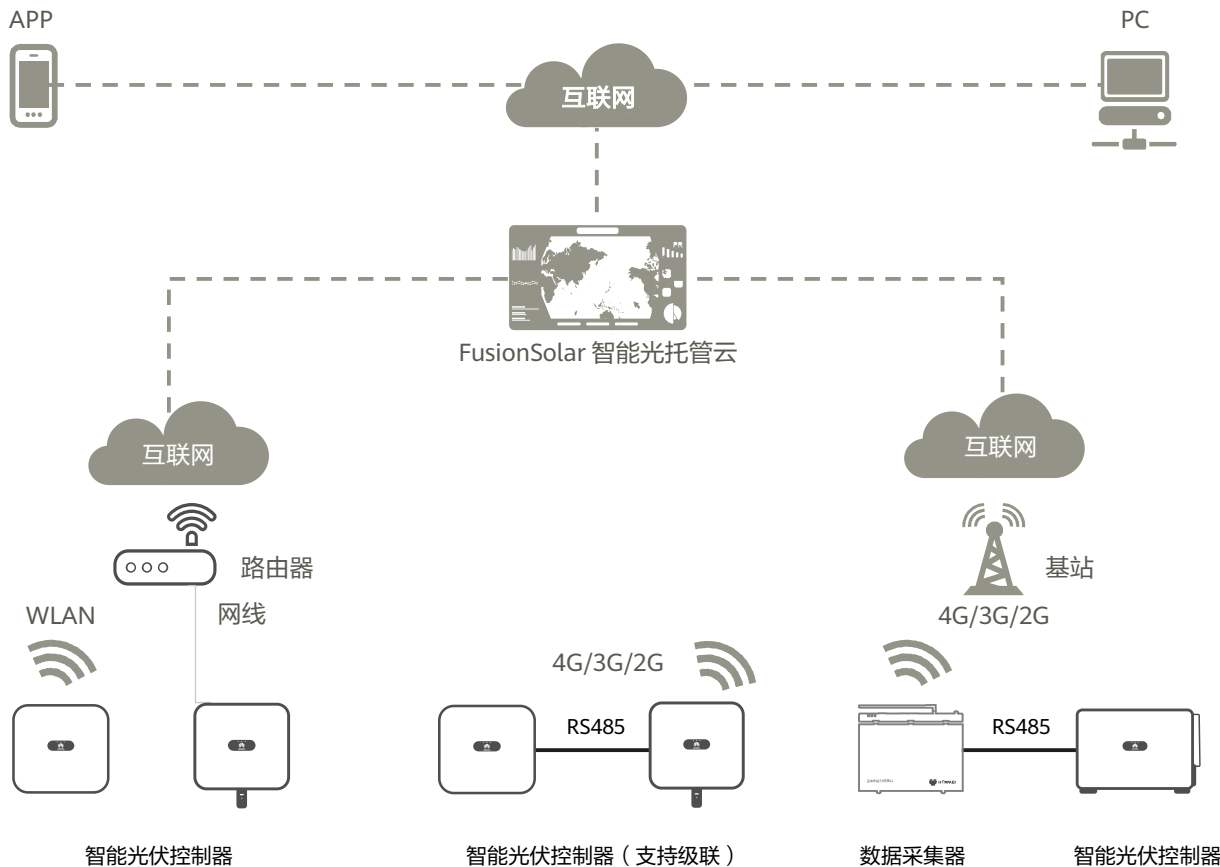 APP
PC
互联网
FusionSolar 智能光托管云
互联网
互联网
路由器
基站
WLAN
网线
4G/3G/2G
4G/3G/2G
RS485
RS485
智能光伏控制器
智能光伏控制器（支持级联）
数据采集器
智能光伏控制器